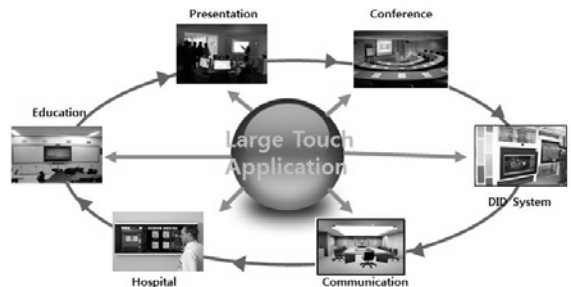 Presentation
Conference
Education
Large Touch
Application
DID System
Hospital
Communication